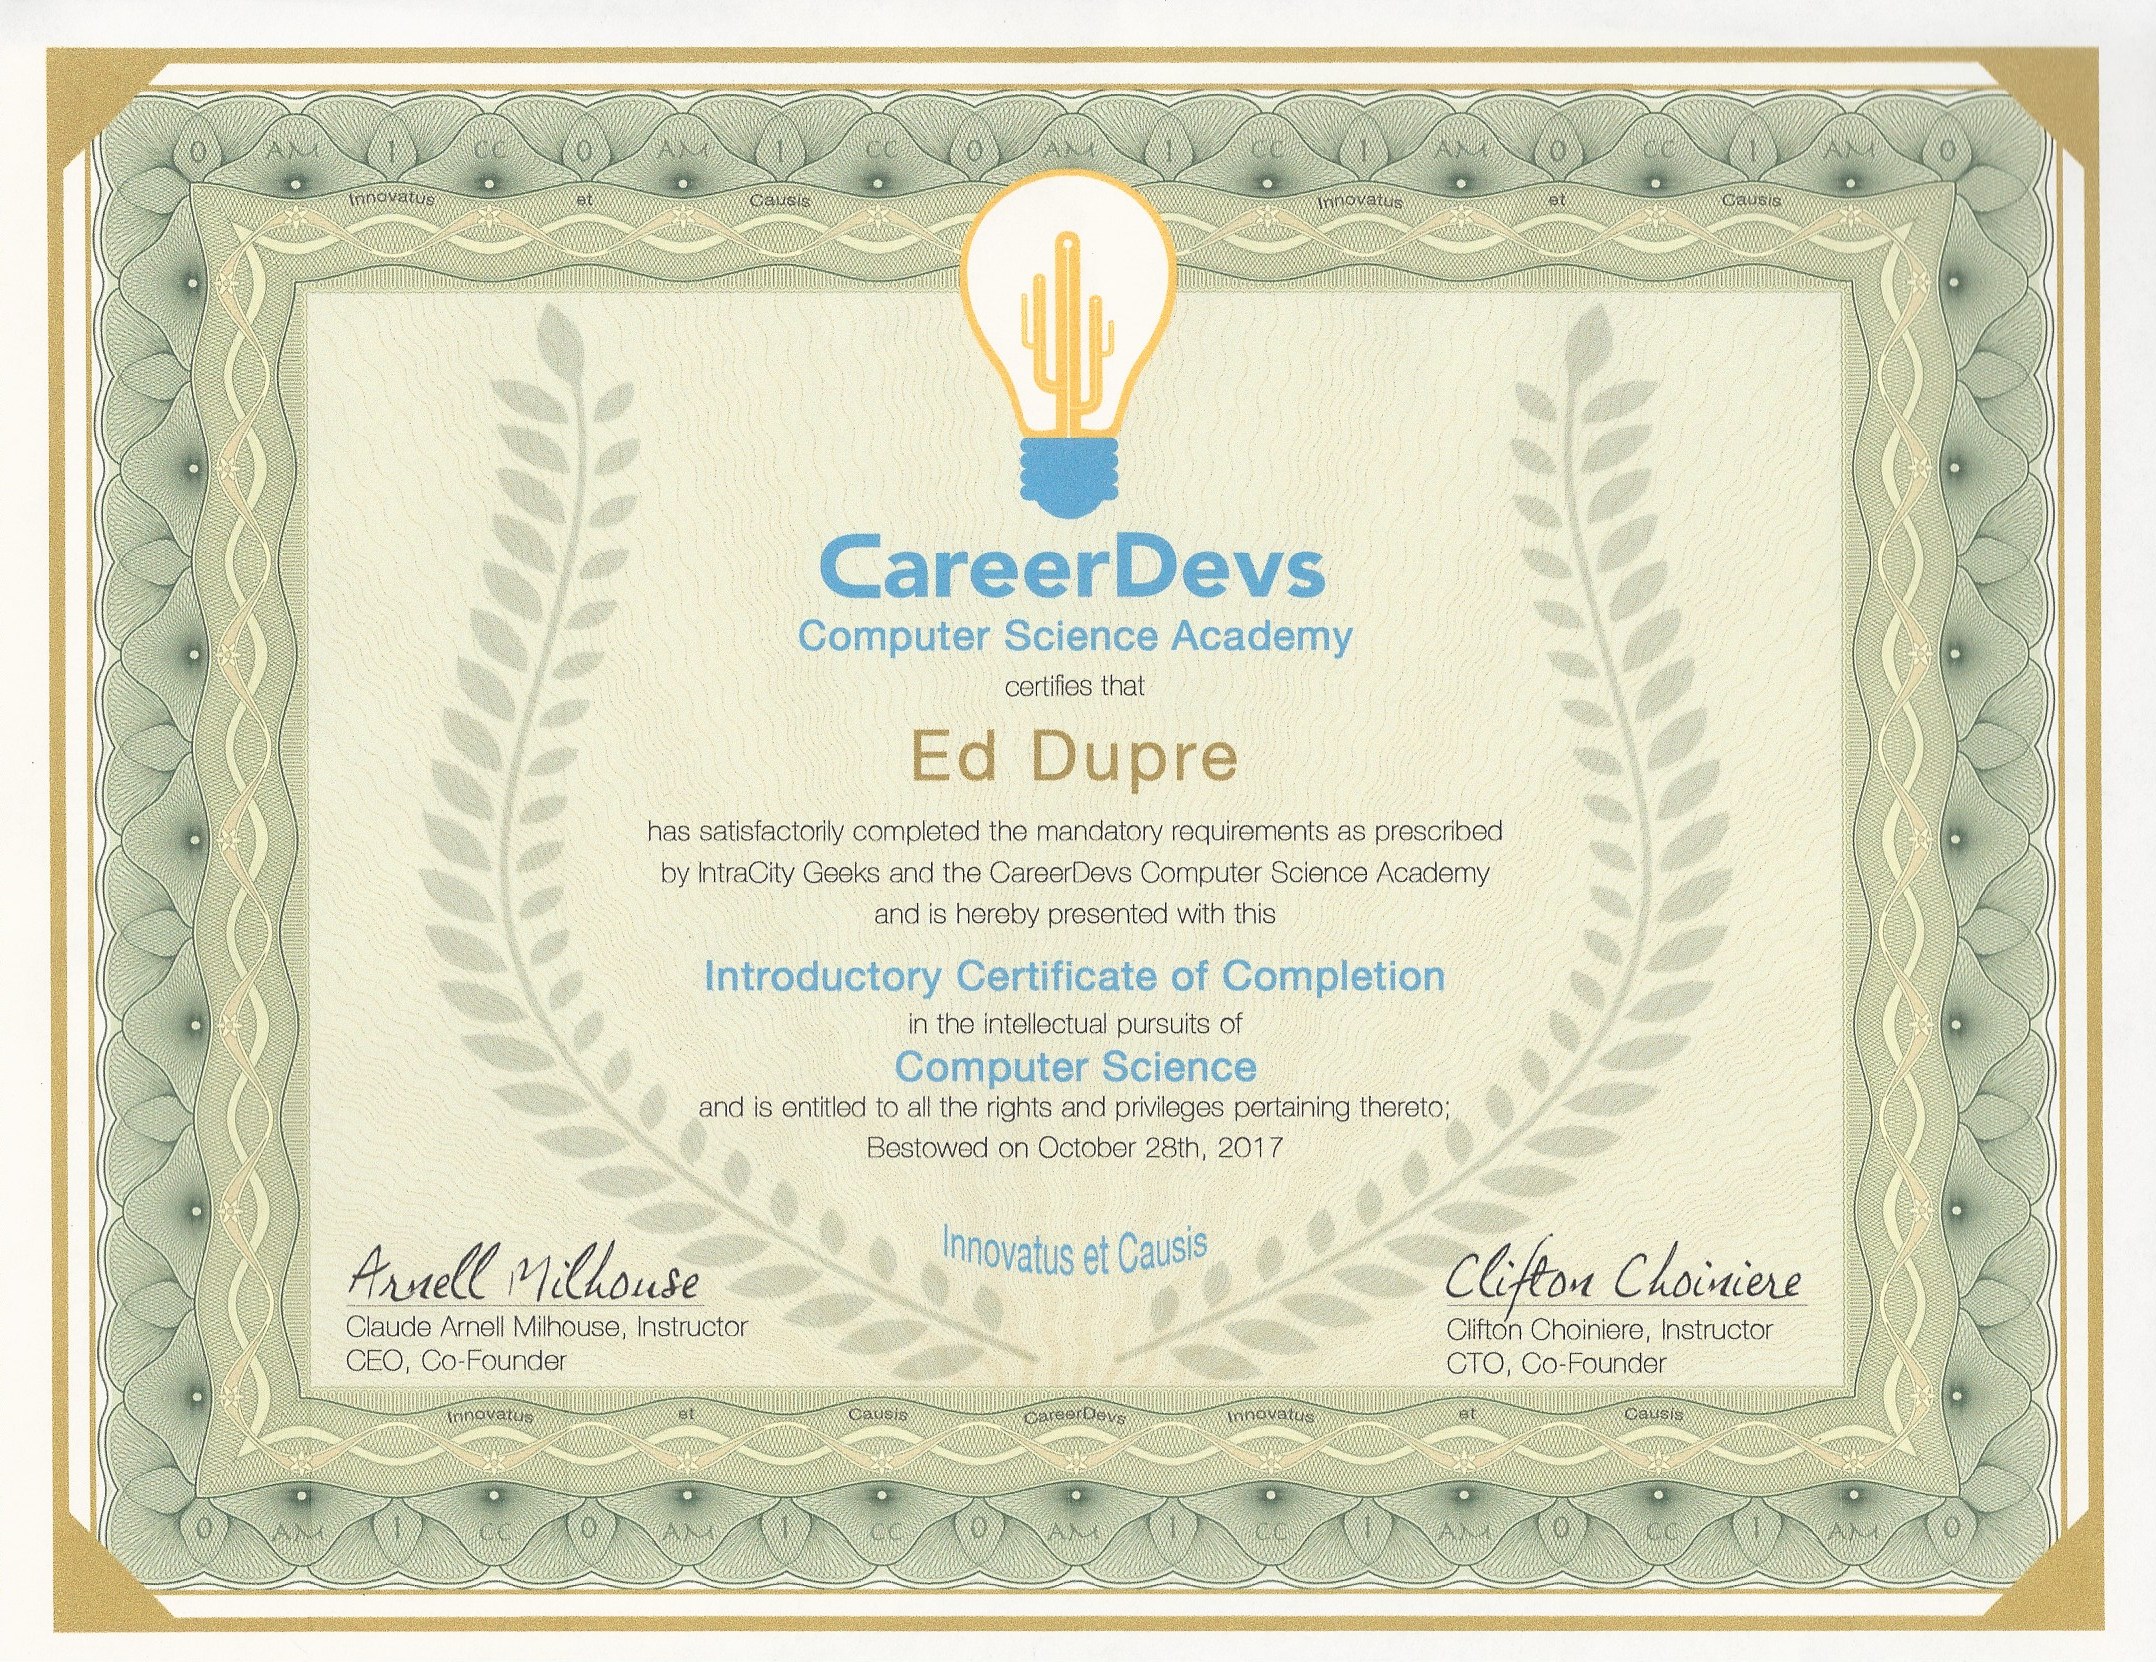 0 AM 1 CC 0 AM 1 CC 0 AM 1 CC 1 AM 0 CC 1 AM 0
Innovatus et Causis Innovatus et Causis
CareerDevs
Computer Science Academy
certifies that
Ed Dupre
has satisfactorily completed the mandatory requirements as prescribed
by IntraCity Geeks and the CareerDevs Computer Science Academy
and is hereby presented with this
Introductory Certificate of Completion
in the intellectual pursuits of
Computer Science
and is entitled to all the rights and privileges pertaining thereto;
Bestowed on October 28th, 2017
Innovatus et Causis
Arnell Milhouse
Claude Arnell Milhouse, Instructor
CEO, Co-Founder
Clifton Choiniere
Clifton Choiniere, Instructor
CTO, Co-Founder
Innovatus et Causis CareerDevs Innovatus et Causis
0 AM 1 CC 0 AM 1 CC 0 AM 1 CC 1 AM 0 CC 1 AM 0